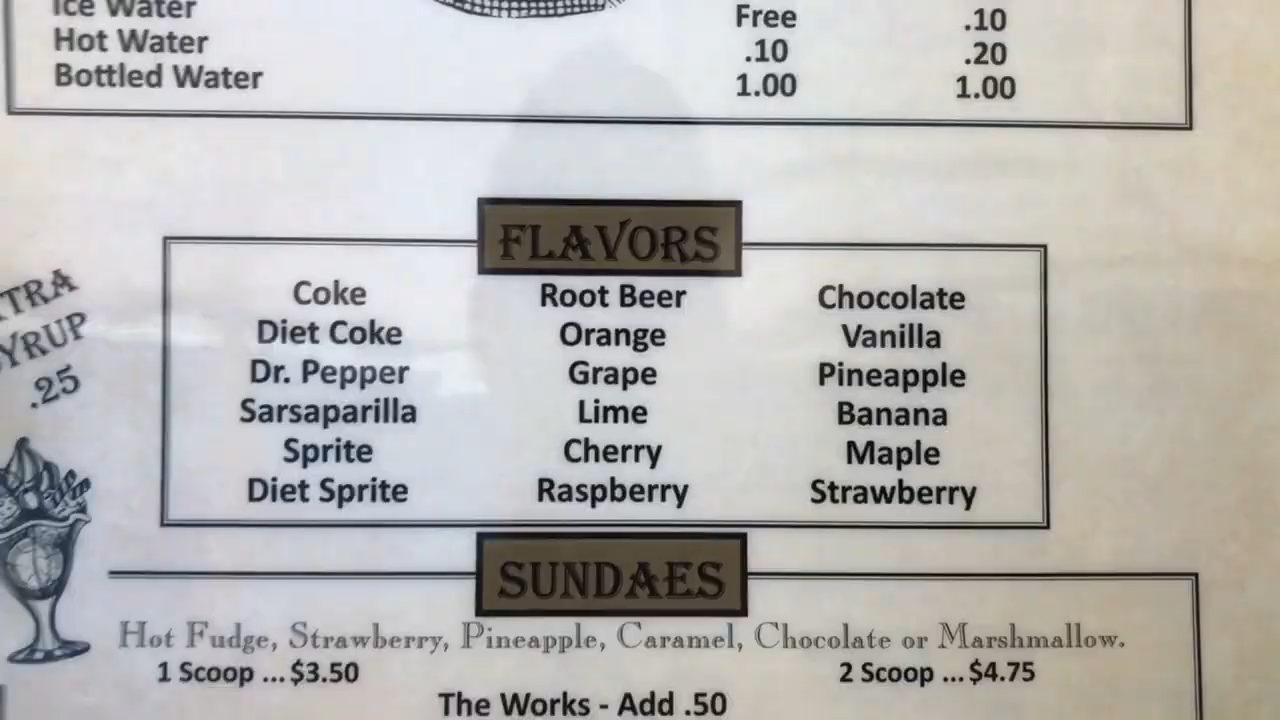 Ice Water Free .10
Hot Water .10 .20
Bottled Water 1.00 1.00
FLAVORS
Coke Root Beer Chocolate
Diet Coke Orange Vanilla
Dr. Pepper Grape Pineapple
Sarsaparilla Lime Banana
Sprite Cherry Maple
Diet Sprite Raspberry Strawberry
TRA
YRUP
.25
SUNDAES
Hot Fudge, Strawberry, Pineapple, Caramel, Chocolate or Marshmallow.
1 Scoop ... $3.50 2 Scoop ... $4.75
The Works - Add .50